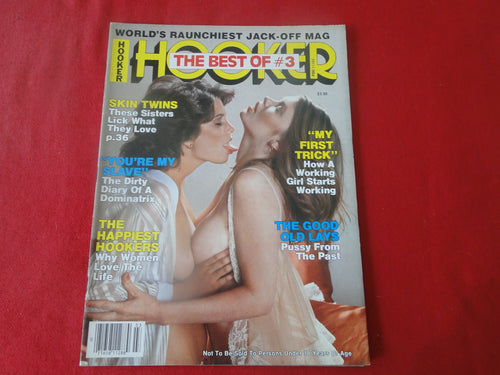 WORLD'S RAUNCHIEST JACK-OFF MAG
HOOKER
HOOKER
THE BEST OF #3
SKIN TWINS
These Sisters
Lick What
They Love
p.36
"MY
FIRST
TRICK"
How A
Working
Girl Starts
Working
"YOU'RE MY
SLAVE"
The Dirty
Diary Of A
Dominatrix
THE
HAPPIEST
HOOKERS
Why Women
Love The
Life
THE GOOD
OLD LAYS
Pussy From
The Past
Not To Be Sold To Persons Under 18 Years Of Age